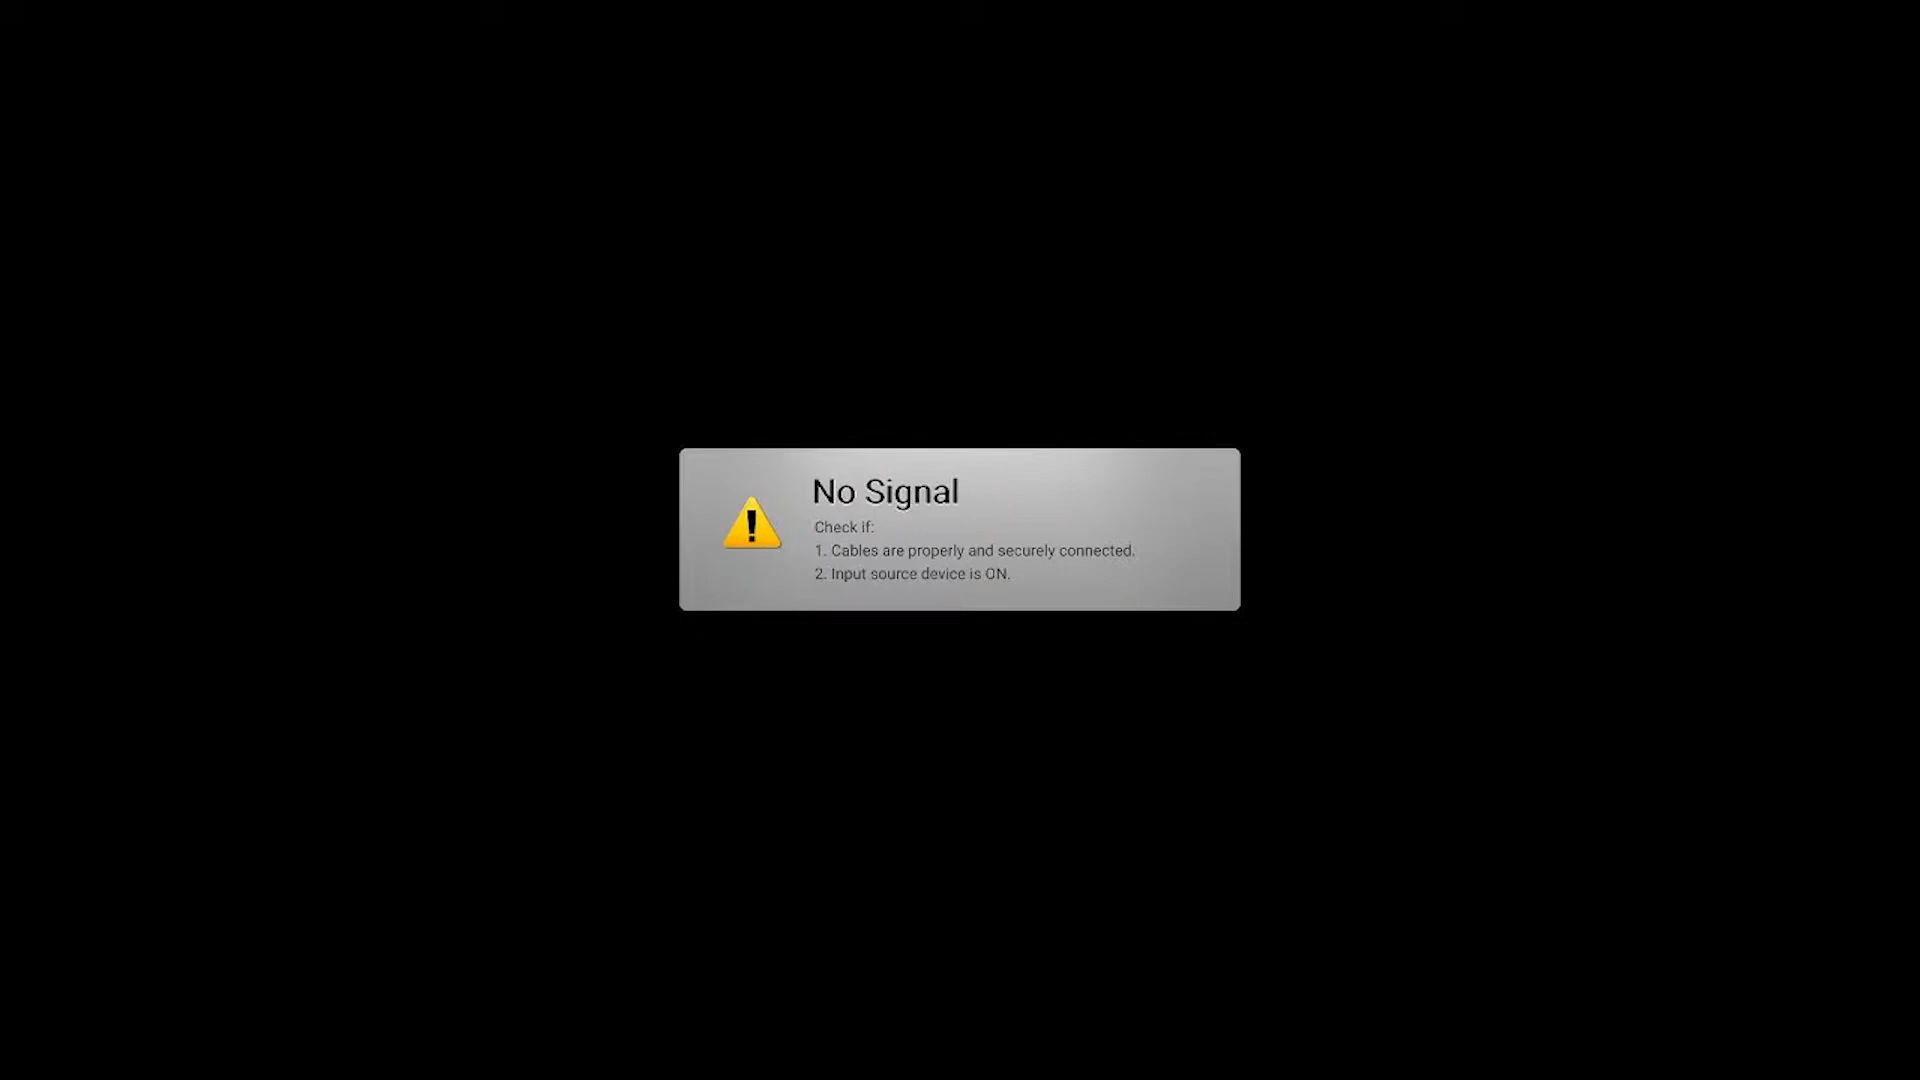 No Signal
Check if:
1. Cables are properly and securely connected.
2. Input source device is ON.